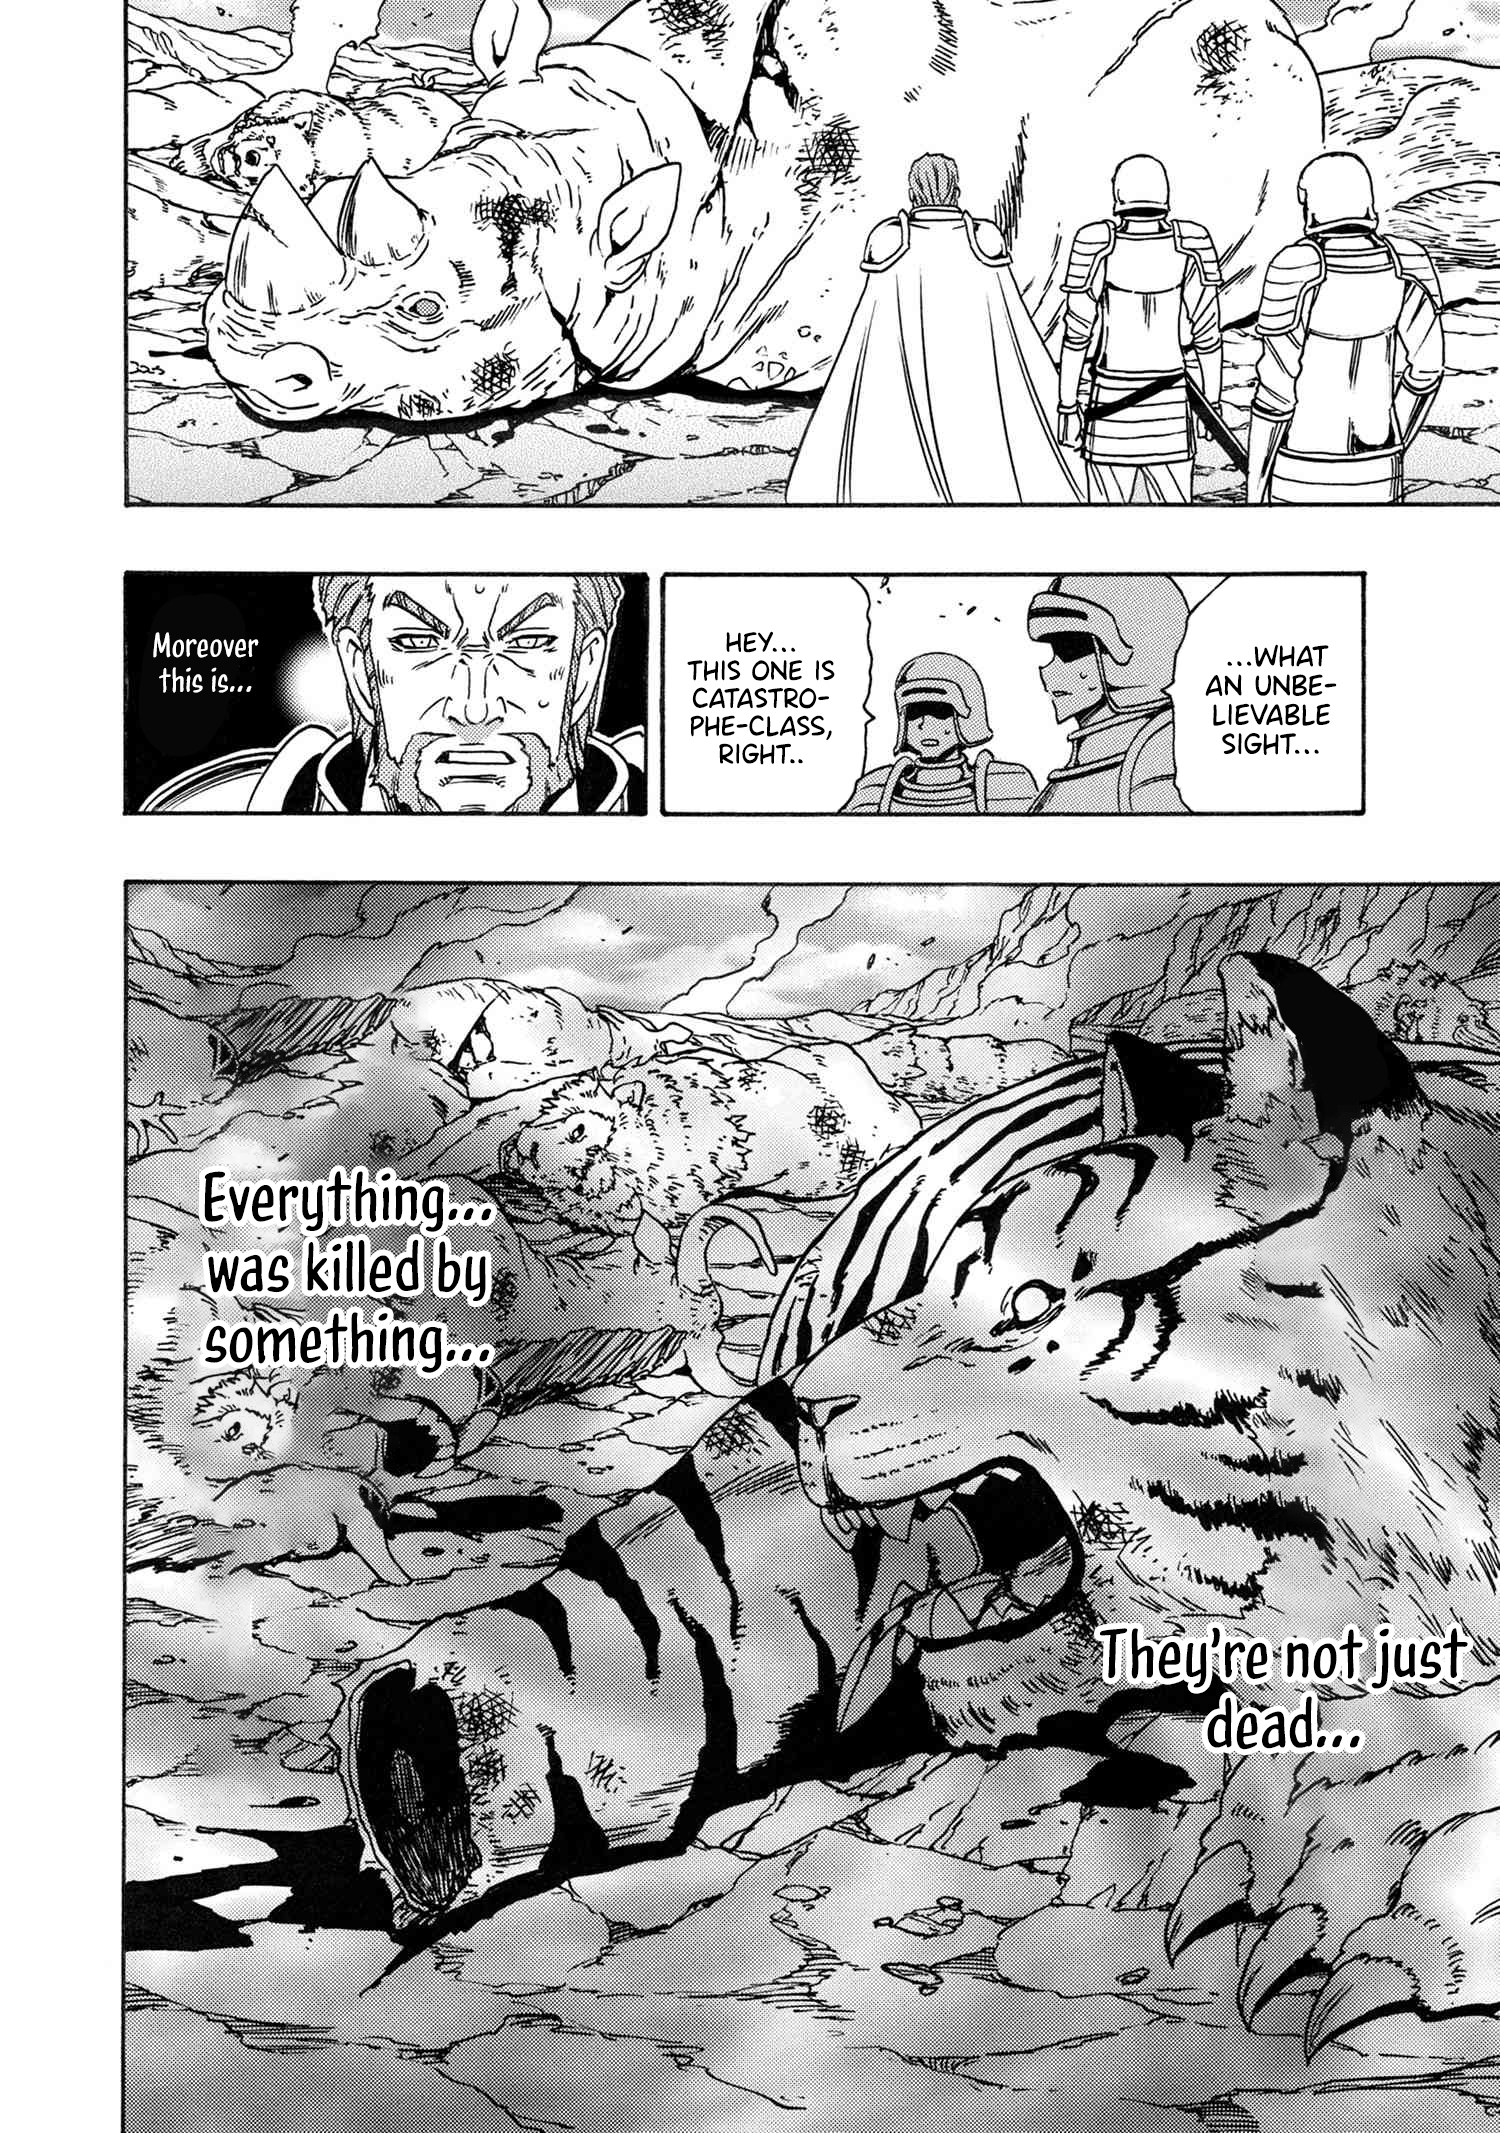 ...WHAT
AN UNBE-
LIEVABLE
SIGHT...
HEY...
THIS ONE IS
CATASTRO-
PHE-CLASS,
RIGHT..
Moreover
this is...
They're not just
dead...
Everything...
was killed by
something...